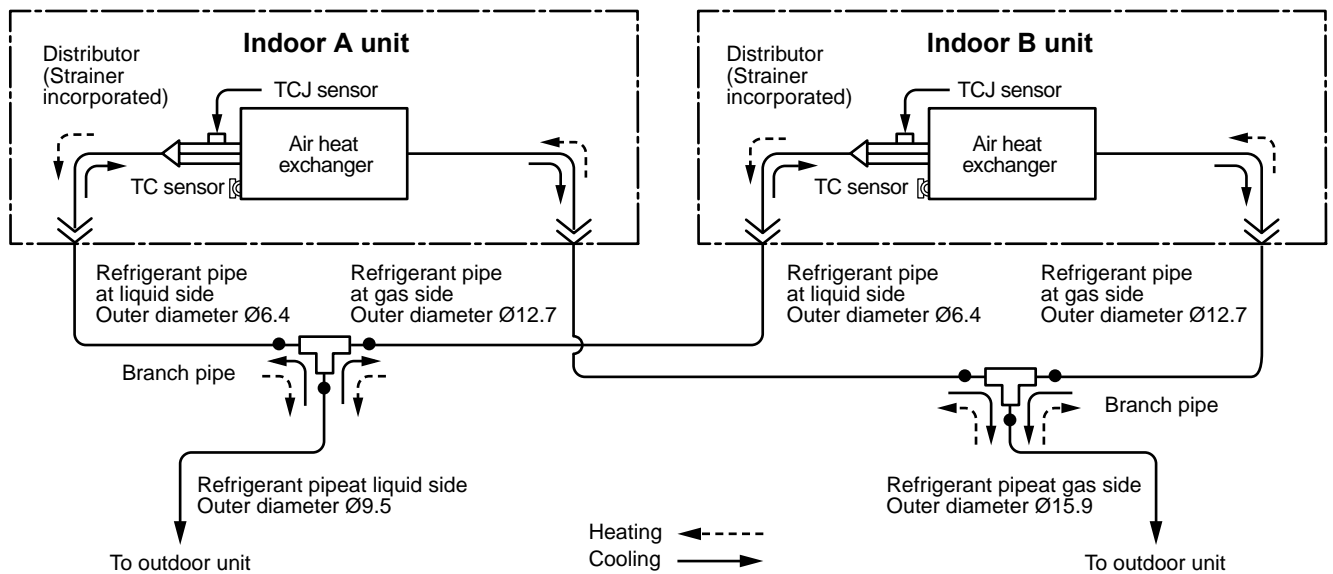 Indoor A unit
Distributor
(Strainer
incorporated)
TCJ sensor
Air heat
exchanger
TC sensor
Indoor B unit
Distributor
(Strainer
incorporated)
TCJ sensor
Air heat
exchanger
TC sensor
Refrigerant pipe
at liquid side
Outer diameter Ø6.4
Refrigerant pipe
at gas side
Outer diameter Ø12.7
Refrigerant pipe
at liquid side
Outer diameter Ø6.4
Refrigerant pipe
at gas side
Outer diameter Ø12.7
Branch pipe
Branch pipe
Refrigerant pipeat liquid side
Outer diameter Ø9.5
Refrigerant pipeat gas side
Outer diameter Ø15.9
Heating
Cooling
To outdoor unit
To outdoor unit